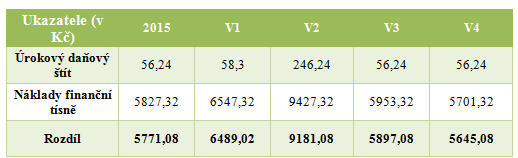 Ukazatele (v Kč) 2015 V1 V2 V3 V4
Úrokový daňový štít 56,24 58,3 246,24 56,24 56,24
Náklady finanční tísně 5827,32 6547,32 9427,32 5953,32 5701,32
Rozdíl 5771,08 6489,02 9181,08 5897,08 5645,08